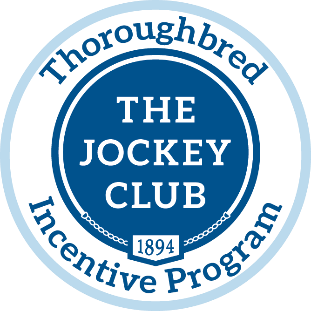 Thoroughbred
THE
JOCKEY
CLUB
1894
Incentive Program